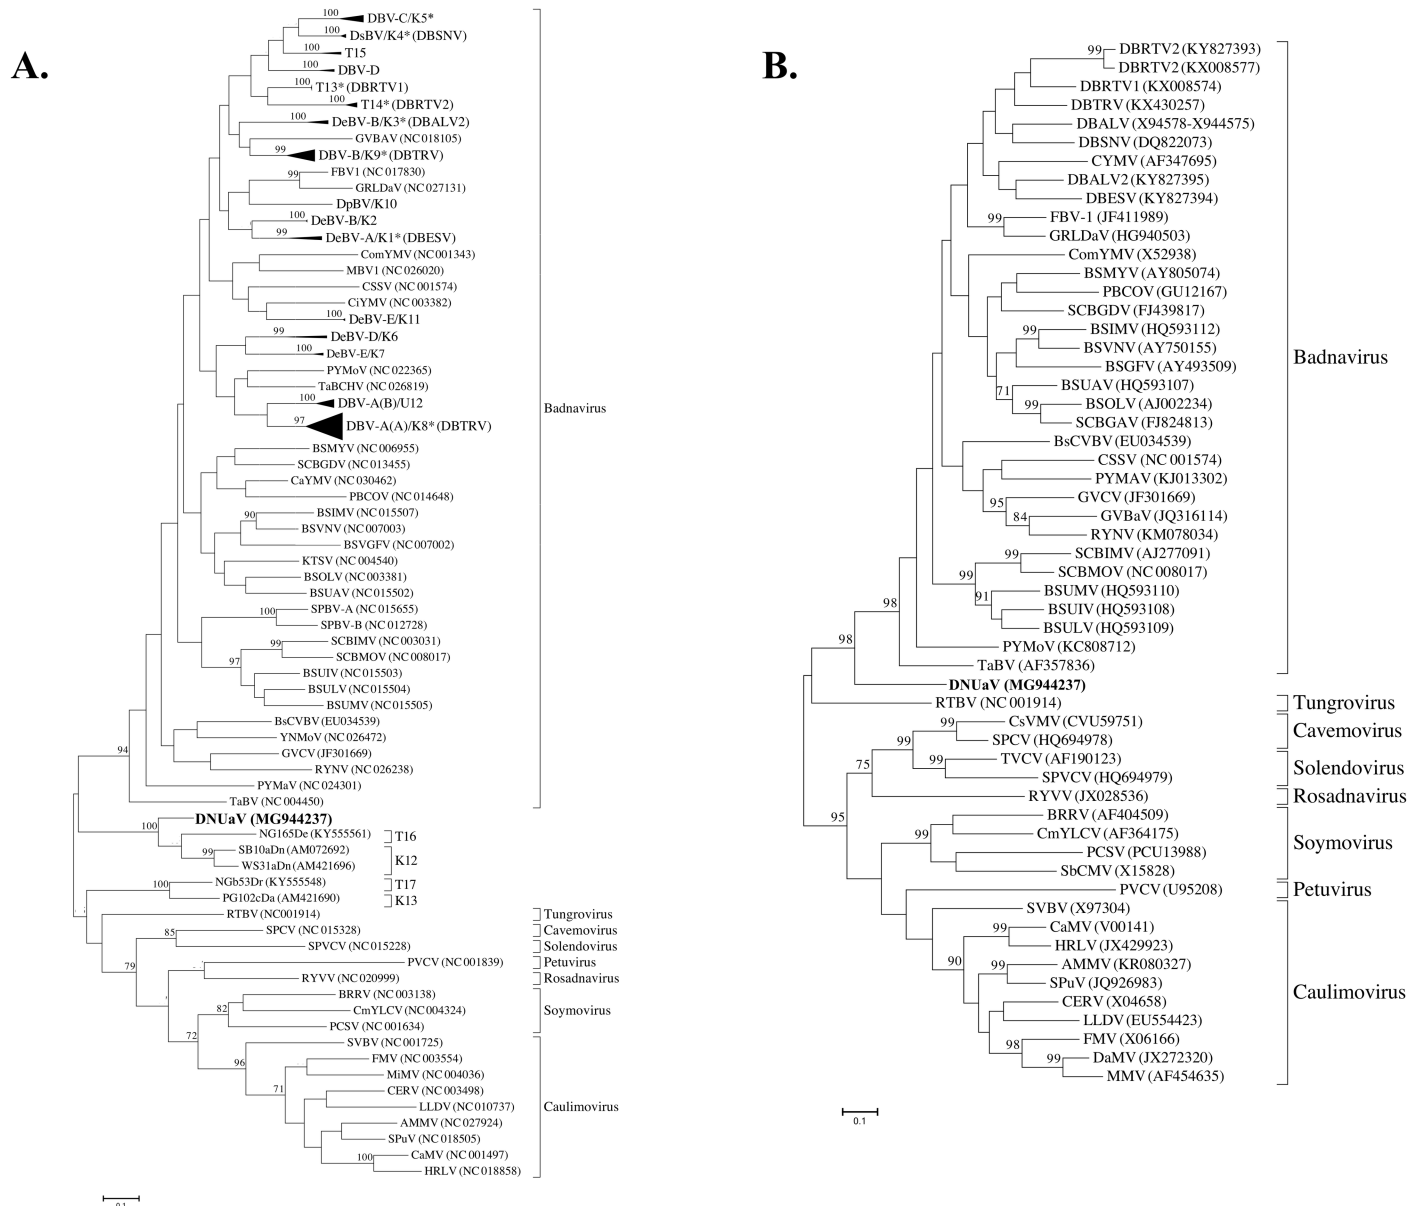 A.
100
DBV-C/K5*
100
DsBV/K4* (DBSNV)
100
T15
100
DBV-D
100
T13* (DBRTV1)
100
T14* (DBRTV2)
100
DeBV-B/K3* (DBALV2)
GVBAV (NC 018105)
99
DBV-B/K9* (DBTRV)
99
FBV1 (NC 017830)
GRLDaV (NC 027131)
DpBV/K10
100
DeBV-B/K2
99
DeBV-A/K1* (DBESV)
ComYMV (NC 001343)
MBV1 (NC 026020)
CSSV (NC 001574)
CiYMV (NC 003382)
100
DeBV-E/K11
99
DeBV-D/K6
100
DeBV-E/K7
PYMoV (NC 022365)
TaBCHV (NC 026819)
100
DBV-A(B)/U12
97
DBV-A(A)/K8* (DBTRV)
Badnavirus
BSMYV (NC 006955)
SCBGDV (NC 013455)
CaYMV (NC 030462)
PBCOV (NC 014648)
90
BSIMV (NC 015507)
BSVNV (NC 007003)
BSVGFV (NC 007002)
KTSV (NC 004540)
BSOLV (NC 003381)
BSUAV (NC 015502)
100
SPBV-A (NC 015655)
SPBV-B (NC 012728)
99
SCBIMV (NC 003031)
SCBMOV (NC 008017)
97
BSUIV (NC 015503)
BSULV (NC 015504)
BSUMV (NC 015505)
BsCVBV (EU034539)
YNMoV (NC 026472)
94
GVCV (JF301669)
RYNV (NC 026238)
PYMaV (NC 024301)
TaBV (NC 004450)
DNUaV (MG944237)
100
NG165De (KY555561)
T16
99
SB10aDn (AM072692)
WS31aDn (AM421696)
K12
100
NGb53Dr (KY555548)
T17
PG102cDa (AM421690)
K13
RTBV (NC001914)
Tungrovirus
85
SPCV (NC 015328)
Cavemovirus
SPVCV (NC 015228)
Solendovirus
79
PVCV (NC 001839)
Petuvirus
RYVV (NC 020999)
Rosadnavirus
BRRV (NC 003138)
82
CmYLCV (NC 004324)
Soymovirus
PCSV (NC 001634)
72
SVBV (NC 001725)
96
FMV (NC 003554)
MiMV (NC 004036)
71
CERV (NC 003498)
LLDV (NC 010737)
Caulimovirus
AMMV (NC 027924)
SPuV (NC 018505)
100
CaMV (NC 001497)
HRLV (NC 018858)
0.1
B.
99
DBRTV2 (KY827393)
DBRTV2 (KX008577)
DBRTV1 (KX008574)
DBTRV (KX430257)
DBALV (X94578-X944575)
DBSNV (DQ822073)
CYMV (AF347695)
DBALV2 (KY827395)
DBESV (KY827394)
99
FBV-1 (JF411989)
GRLDaV (HG940503)
ComYMV (X52938)
BSMYV (AY805074)
PBCOV (GU12167)
SCBGDV (FJ439817)
99
BSIMV (HQ593112)
BSVNV (AY750155)
Badnavirus
BSGFV (AY493509)
71
BSUAV (HQ593107)
99
BSOLV (AJ002234)
SCBGAV (FJ824813)
BsCVBV (EU034539)
CSSV (NC 001574)
PYMAV (KJ013302)
95
GVCV (JF301669)
84
GVBaV (JQ316114)
RYNV (KM078034)
99
SCBIMV (AJ277091)
99
SCBMOV (NC 008017)
91
BSUMV (HQ593110)
BSUIV (HQ593108)
98
BSULV (HQ593109)
98
PYMoV (KC808712)
TaBV (AF357836)
DNUaV (MG944237)
RTBV (NC 001914)
Tungrovirus
99
CsVMV (CVU59751)
99
SPCV (HQ694978)
Cavemovirus
75
99
TVCV (AF190123)
SPVCV (HQ694979)
Solendovirus
RYVV (JX028536)
Rosadnavirus
95
BRRV (AF404509)
99
CmYLCV (AF364175)
PCSV (PCU13988)
Soymovirus
SbCMV (X15828)
PVCV (U95208)
Petuvirus
SVBV (X97304)
99
CaMV (V00141)
HRLV (JX429923)
90
99
AMMV (KR080327)
SPuV (JQ926983)
Caulimovirus
CERV (X04658)
LLDV (EU554423)
98
FMV (X06166)
99
DaMV (JX272320)
MMV (AF454635)
0.1